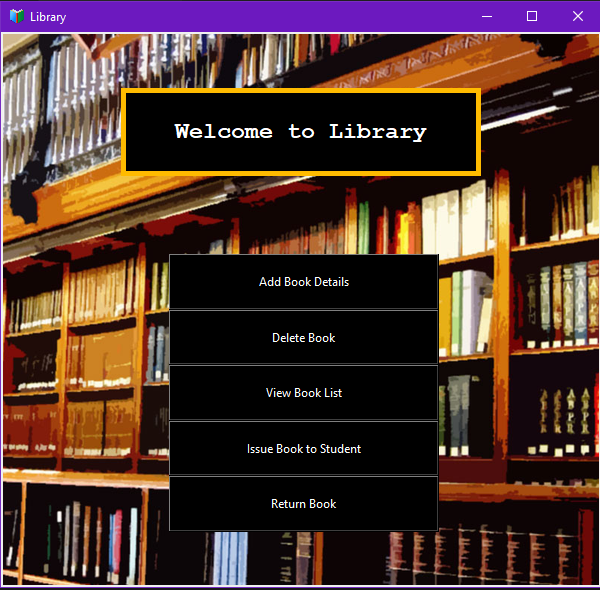 Library
Welcome to Library
Add Book Details
Delete Book
View Book List
Issue Book to Student
Return Book